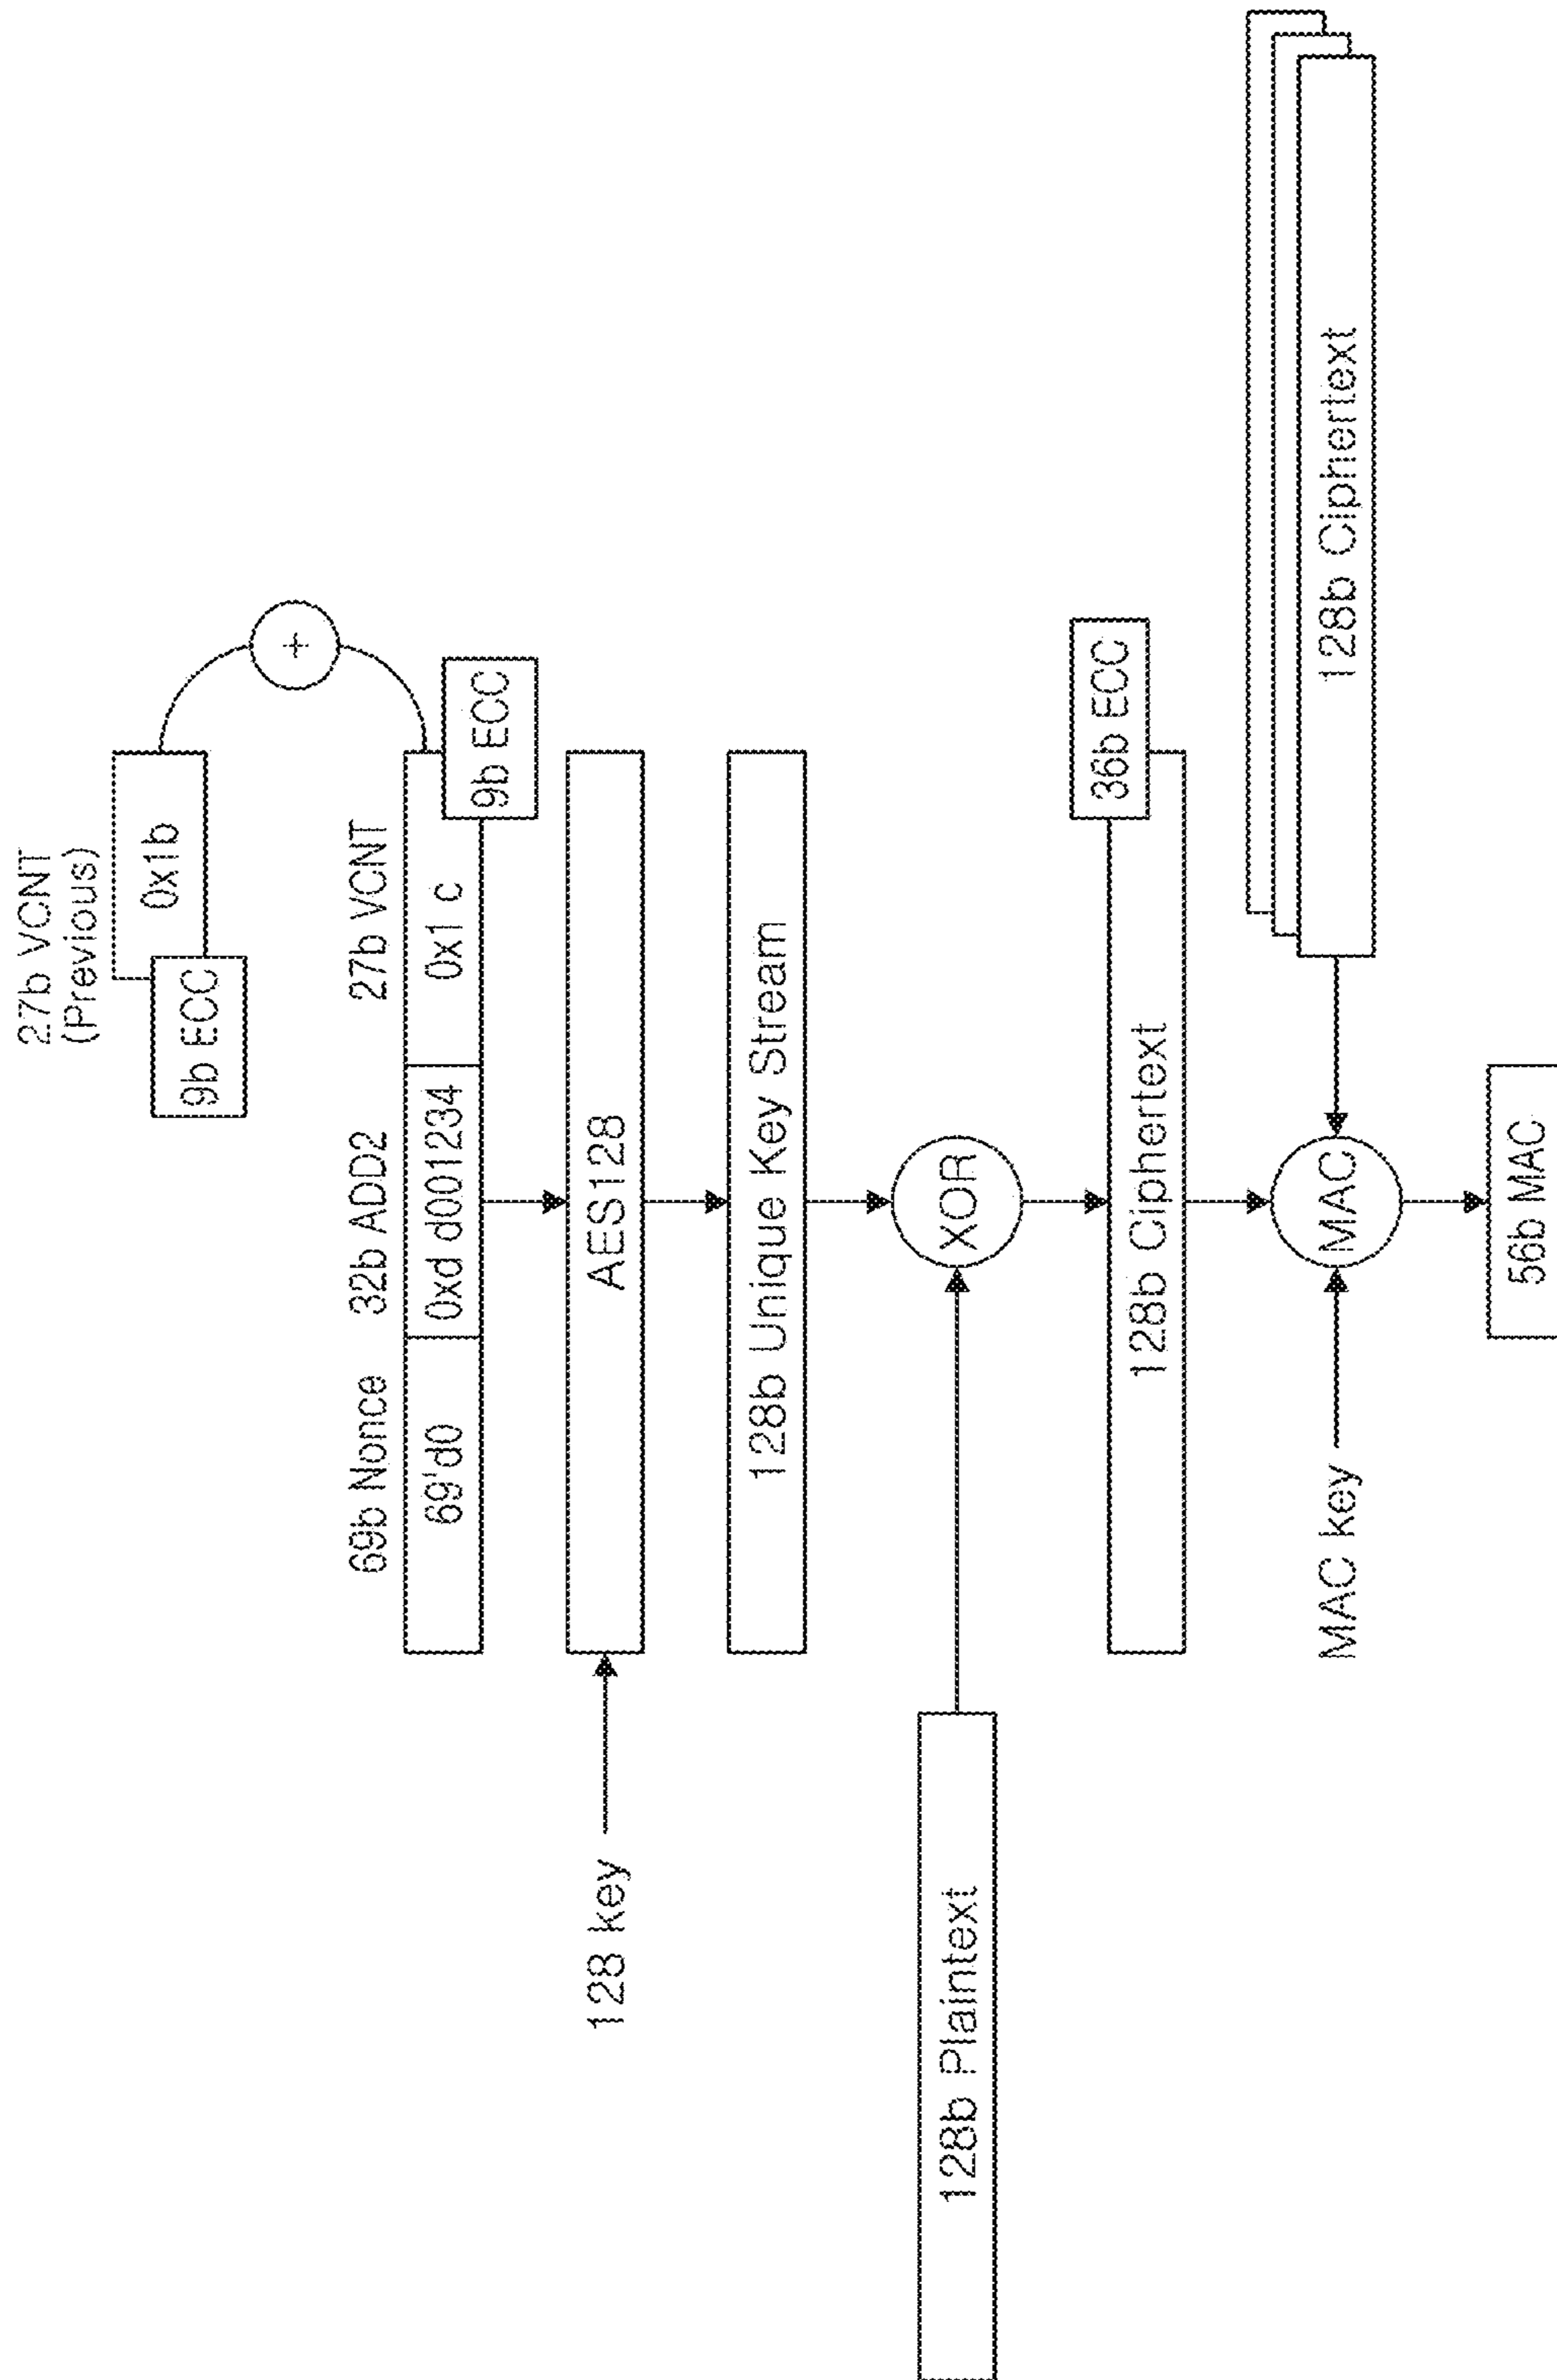 27b VCNT
(Previous)
0x1b
9b ECC
69b Nonce
32b ADD2
27b VCNT
69'd0
0xd d001234
0x1 c
9b ECC
128 key
AES128
128b Unique Key Stream
128b Plaintext
XOR
36b ECC
128b Ciphertext
MAC key
MAC
128b Ciphertext
56b MAC
+